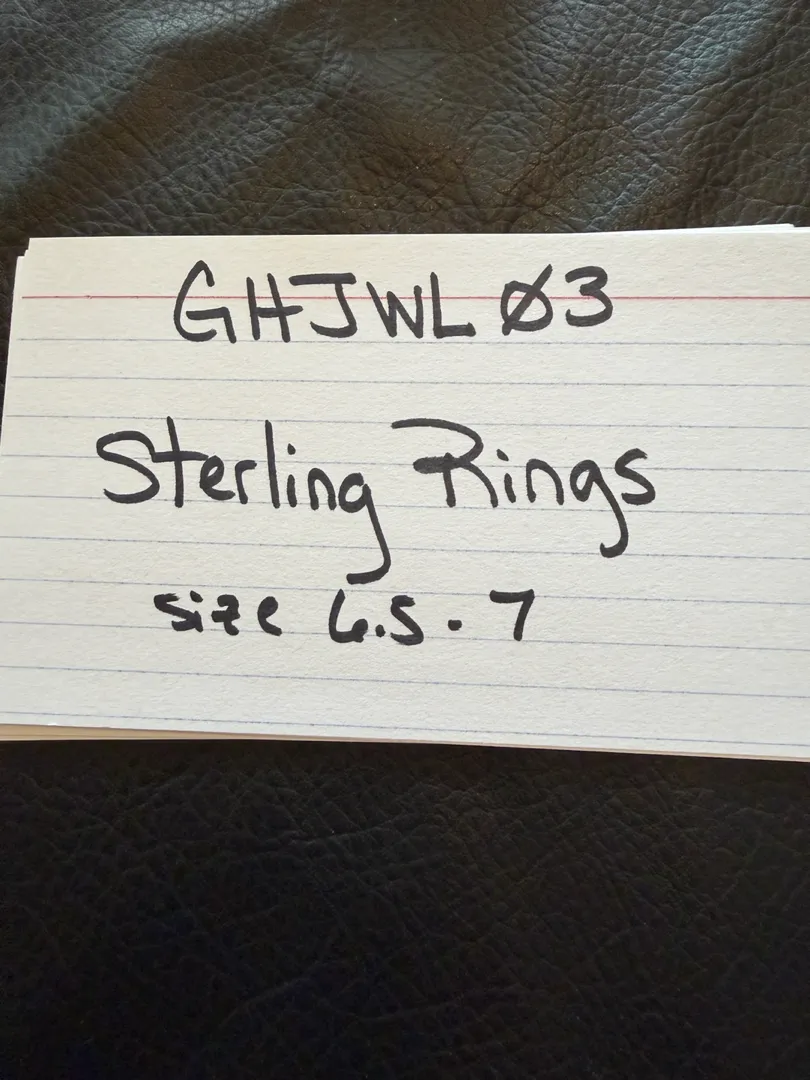 GHJWL Ø3
Sterling Rings
size 6.5 - 7